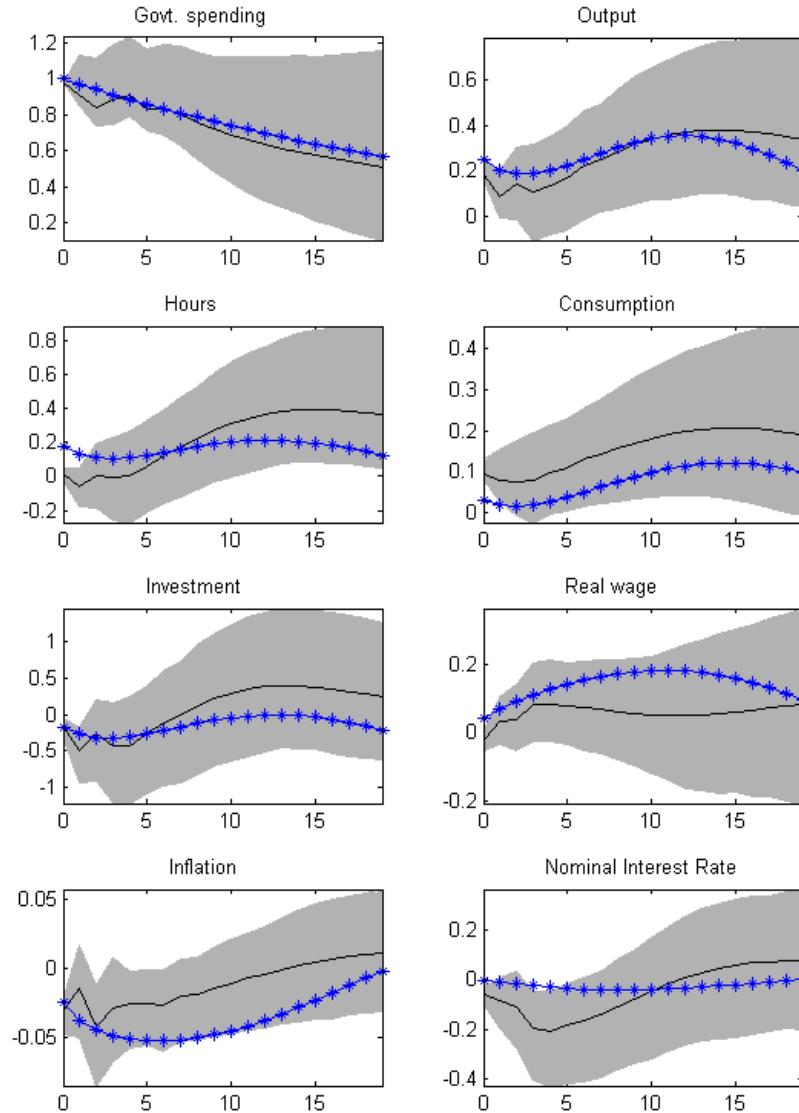 Govt. spending
1.2
1
0.8
0.6
0.4
0.2
0 5 10 15
Output
0.6
0.4
0.2
0
0 5 10 15
Hours
0.8
0.6
0.4
0.2
0
-0.2
0 5 10 15
Consumption
0.4
0.3
0.2
0.1
0
0 5 10 15
Investment
1
0.5
0
-0.5
-1
0 5 10 15
Real wage
0.2
0
-0.2
0 5 10 15
Inflation
0.05
0
-0.05
0 5 10 15
Nominal Interest Rate
0.2
0
-0.2
-0.4
0 5 10 15